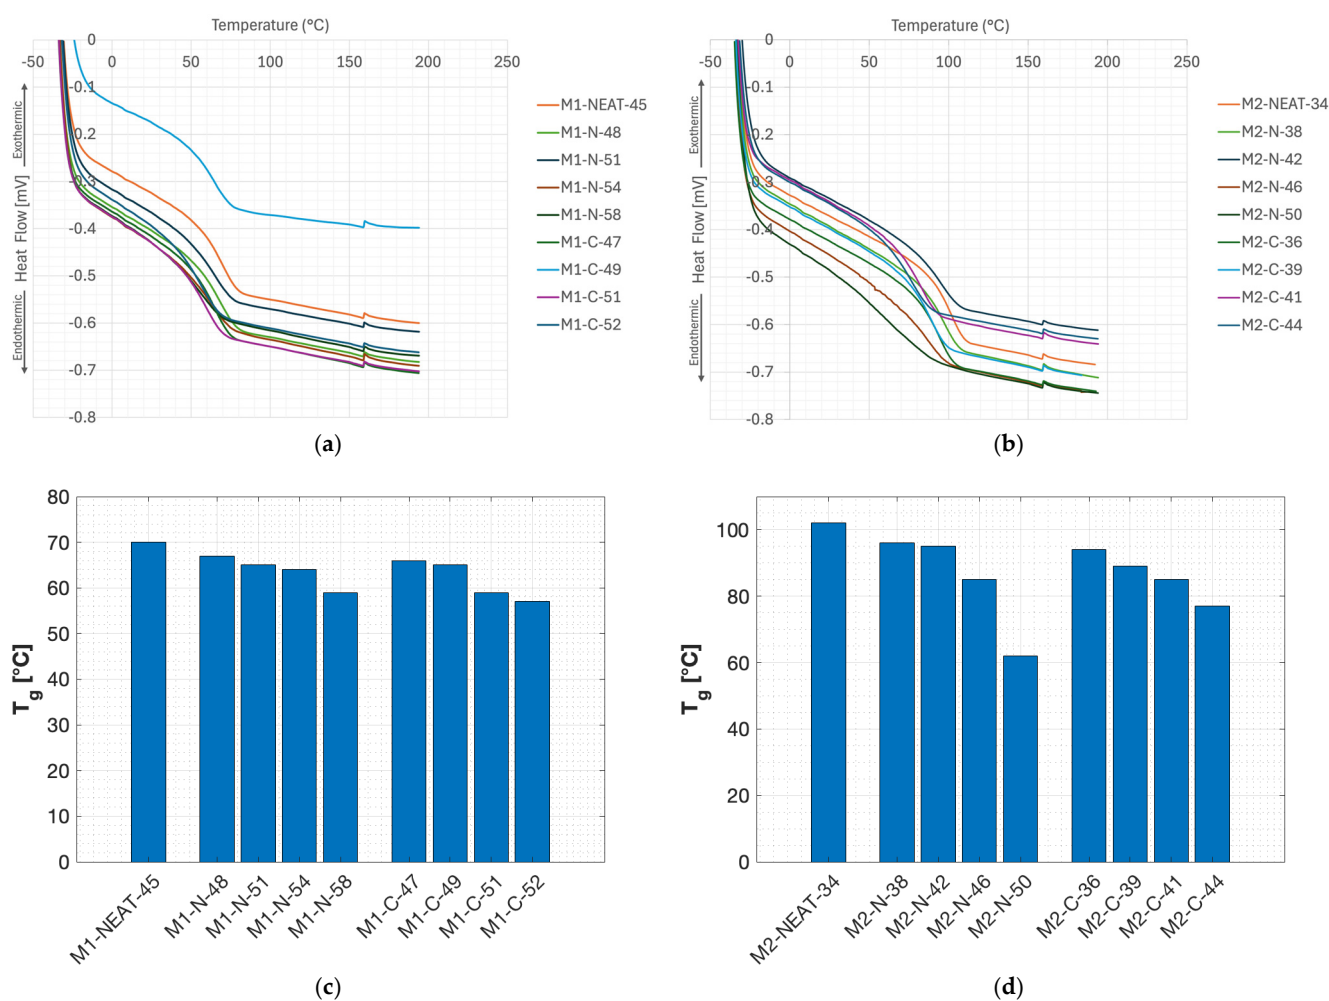 Temperature (°C)
-50 0 50 100 150 200 250
0
-0.1
-0.2
-0.3
-0.4
-0.5
-0.6
-0.7
-0.8
Exothermic
Heat Flow [mV]
Endothermic
M1-NEAT-45
M1-N-48
M1-N-51
M1-N-54
M1-N-58
M1-C-47
M1-C-49
M1-C-51
M1-C-52
(a)
Temperature (°C)
-50 0 50 100 150 200 250
0
-0.1
-0.2
-0.3
-0.4
-0.5
-0.6
-0.7
-0.8
Exothermic
Heat Flow [mV]
Endothermic
M2-NEAT-34
M2-N-38
M2-N-42
M2-N-46
M2-N-50
M2-C-36
M2-C-39
M2-C-41
M2-C-44
(b)
80
70
60
50
40
30
20
10
0
Tg [°C]
M1-NEAT-45
M1-N-48
M1-N-51
M1-N-54
M1-N-58
M1-C-47
M1-C-49
M1-C-51
M1-C-52
(c)
100
80
60
40
20
0
Tg [°C]
M2-NEAT-34
M2-N-38
M2-N-42
M2-N-46
M2-N-50
M2-C-36
M2-C-39
M2-C-41
M2-C-44
(d)